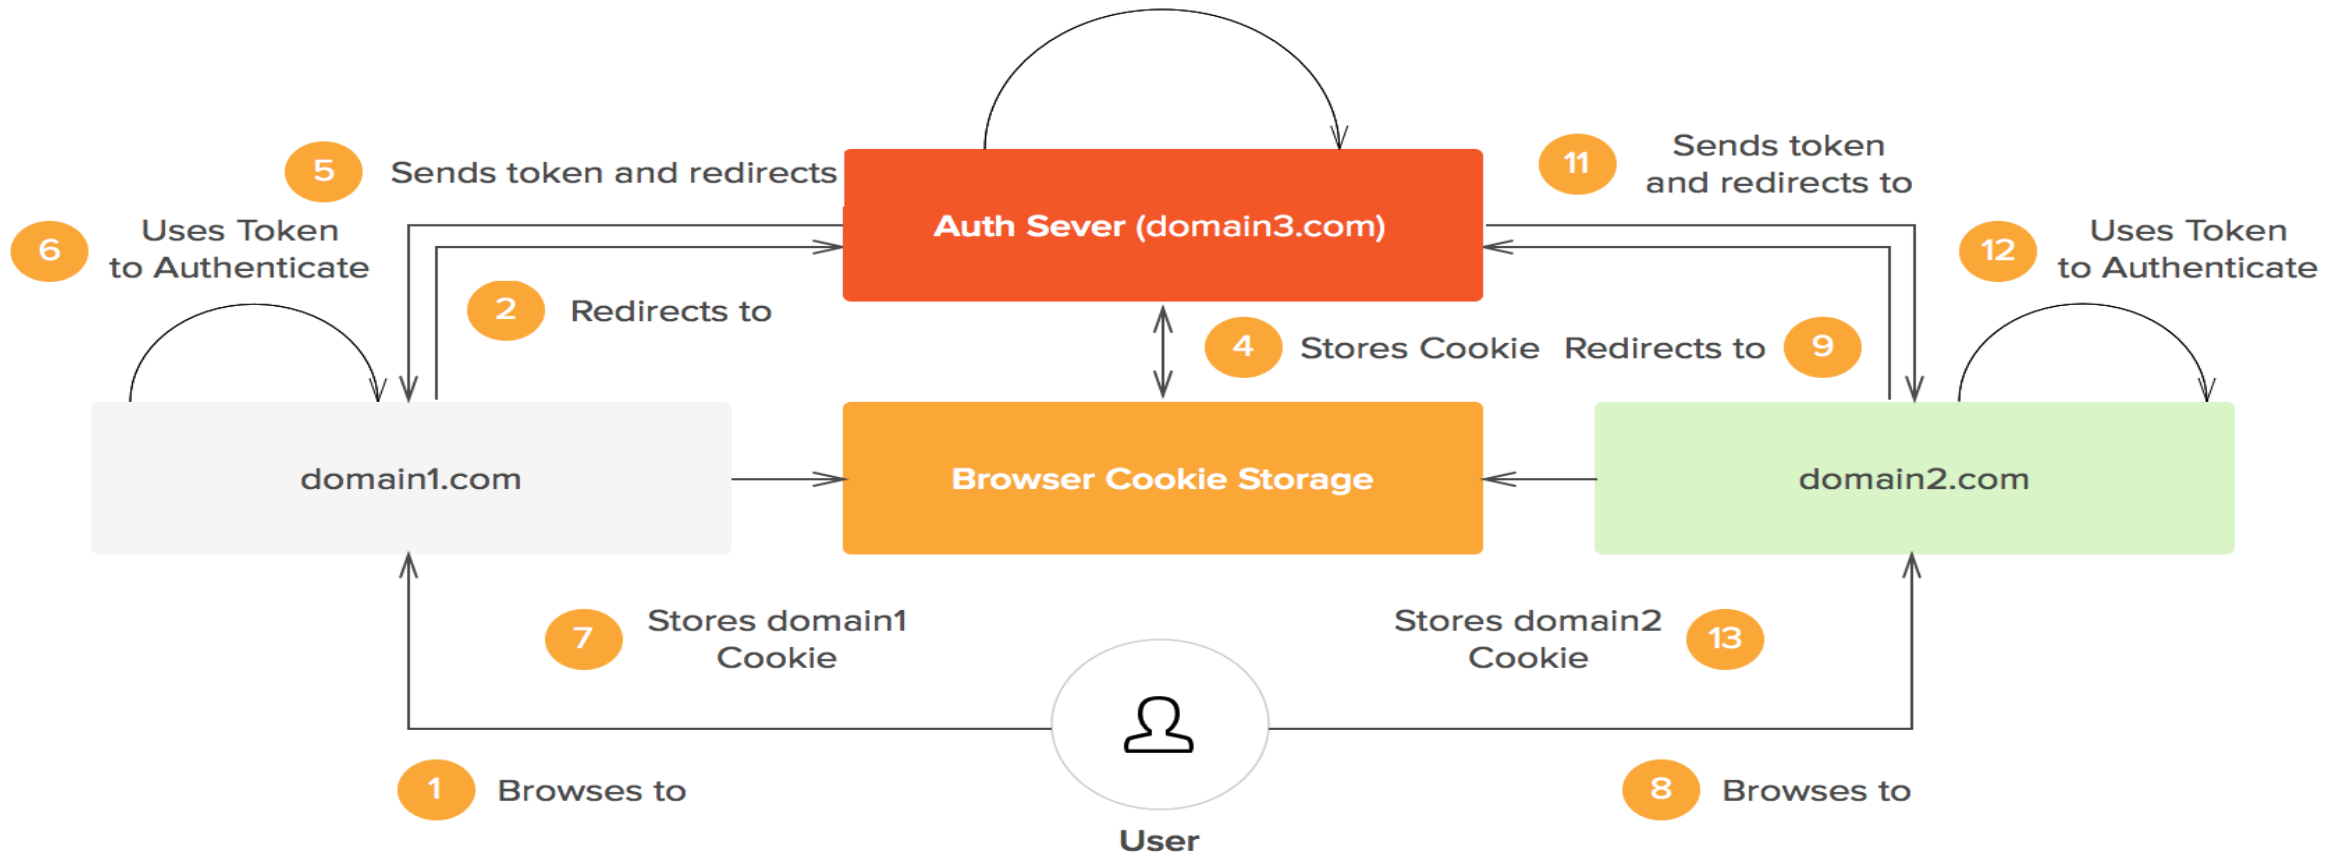 5 Sends token and redirects
11 Sends token
and redirects to
6 Uses Token
to Authenticate
Auth Sever (domain3.com)
12 Uses Token
to Authenticate
2 Redirects to
4 Stores Cookie
Redirects to 9
domain1.com
Browser Cookie Storage
domain2.com
7 Stores domain1
Cookie
Stores domain2
Cookie 13
1 Browses to
8 Browses to
User